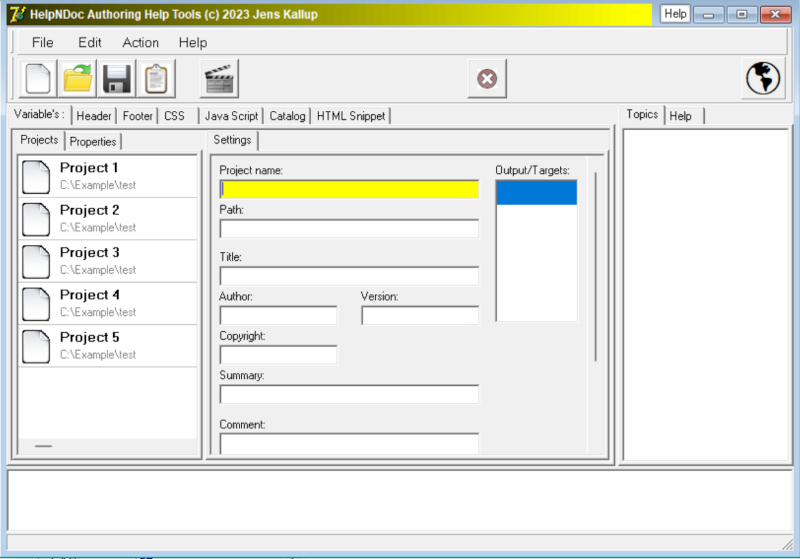 HelpNDoc Authoring Help Tools (c) 2023 Jens Kallup
Help
File Edit Action Help
Variable's : Header Footer CSS Java Script Catalog HTML Snippet
Topics Help
Projects Properties
Settings
Project 1
C:\Example\test
Project 2
C:\Example\test
Project 3
C:\Example\test
Project 4
C:\Example\test
Project 5
C:\Example\test
Project name:
Output/Targets:
Path:
Title:
Author: Version:
Copyright:
Summary:
Comment: